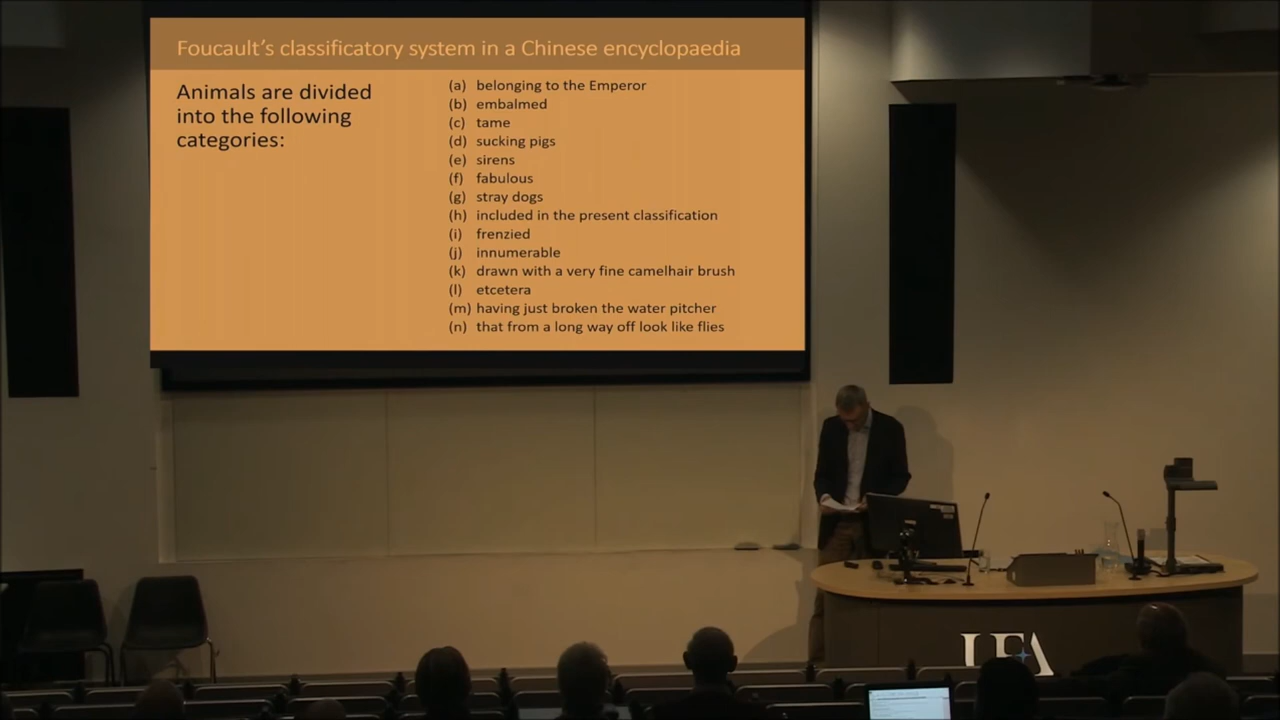 Foucault's classificatory system in a Chinese encyclopaedia
Animals are divided
into the following
categories:
(a) belonging to the Emperor
(b) embalmed
(c) tame
(d) sucking pigs
(e) sirens
(f) fabulous
(g) stray dogs
(h) included in the present classification
(i) frenzied
(j) innumerable
(k) drawn with a very fine camelhair brush
(l) etcetera
(m) having just broken the water pitcher
(n) that from a long way off look like flies
UEA